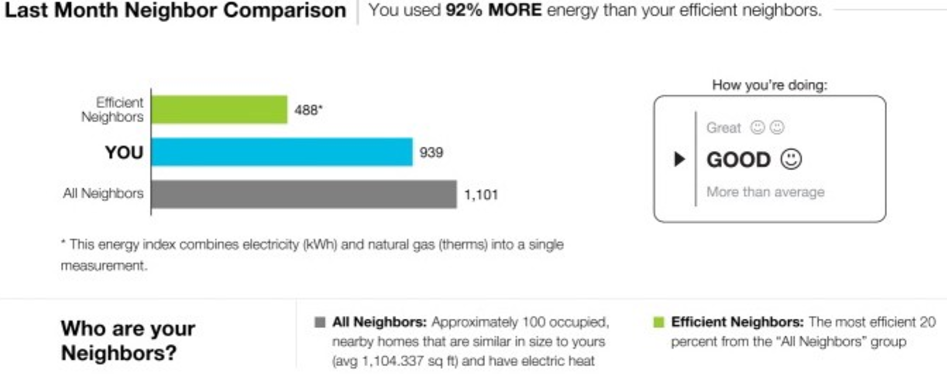 Last Month Neighbor Comparison | You used 92% MORE energy than your efficient neighbors.
Efficient
Neighbors
488*
YOU
939
All Neighbors
1,101
How you're doing:
Great
GOOD
More than average
* This energy index combines electricity (kWh) and natural gas (therms) into a single
measurement.
Who are your
Neighbors?
All Neighbors: Approximately 100 occupied,
nearby homes that are similar in size to yours
(avg 1,104.337 sq ft) and have electric heat
Efficient Neighbors: The most efficient 20
percent from the "All Neighbors" group